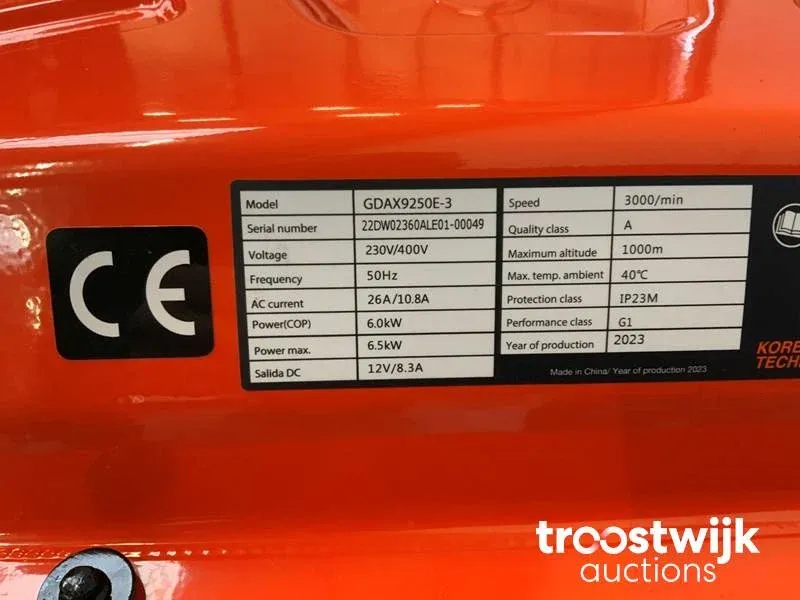 CE
Model GDAX9250E-3
Serial number 22DW02360ALE01-00049
Voltage 230V/400V
Frequency 50Hz
AC current 26A/10.8A
Power(COP) 6.0kW
Power max. 6.5kW
Salida DC 12V/8.3A
Speed 3000/min
Quality class A
Maximum altitude 1000m
Max. temp. ambient 40℃
Protection class IP23M
Performance class G1
Year of production 2023
Made in China/ Year of production 2023
troostwijk
auctions